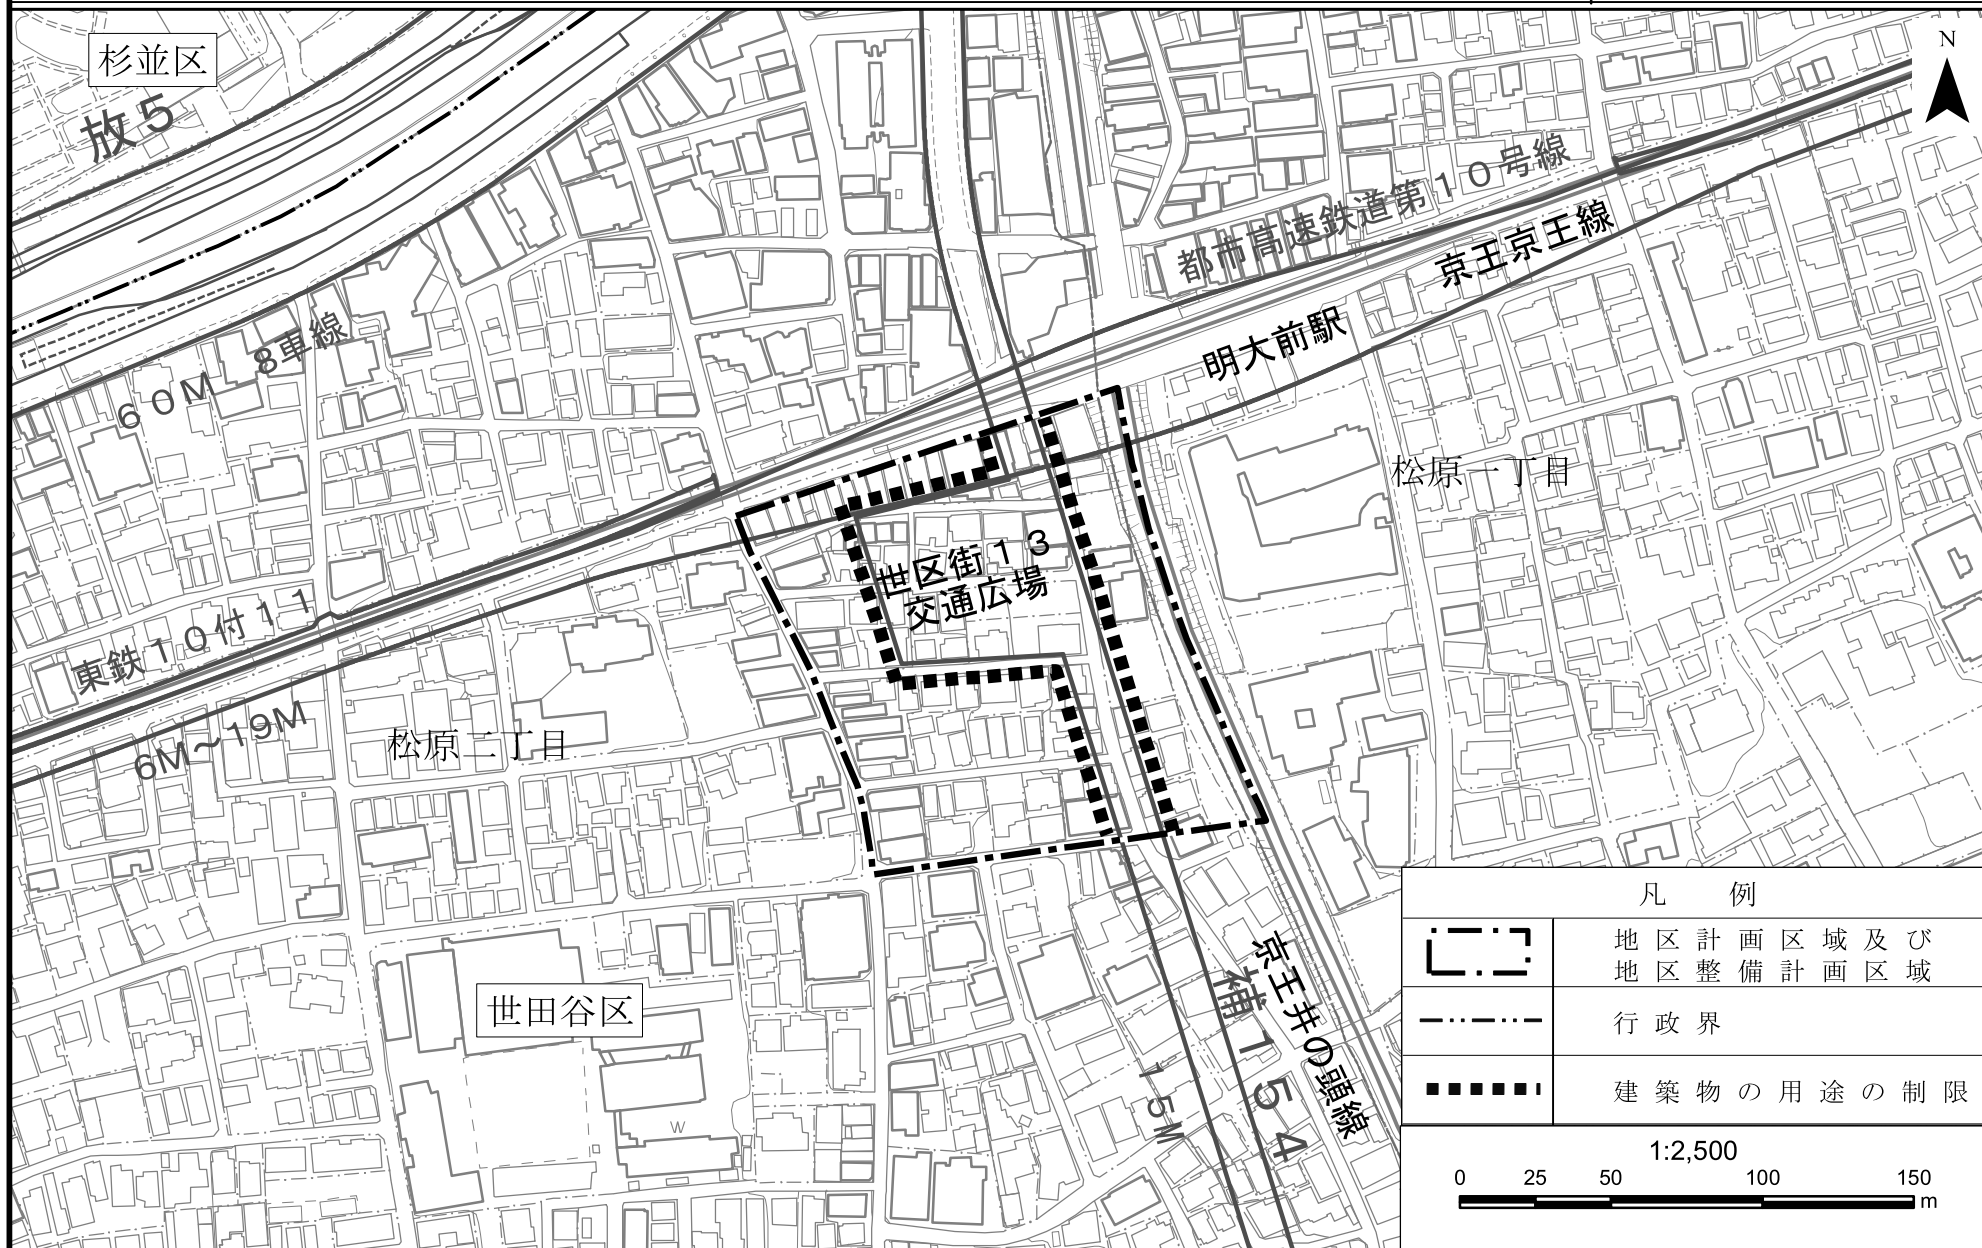 杉並区
放５
N
都市高速鉄道第１０号線
京王京王線
明大前駅
６０Ｍ　８車線
松原一丁目
世区街１３
交通広場
東鉄１０付１１
6M～19M
松原二丁目
世田谷区
京王井の頭線
補１５４
１５Ｍ
W
凡　例
地区計画区域及び
地区整備計画区域
行政界
建築物の用途の制限
1:2,500
0 25 50 100 150
m